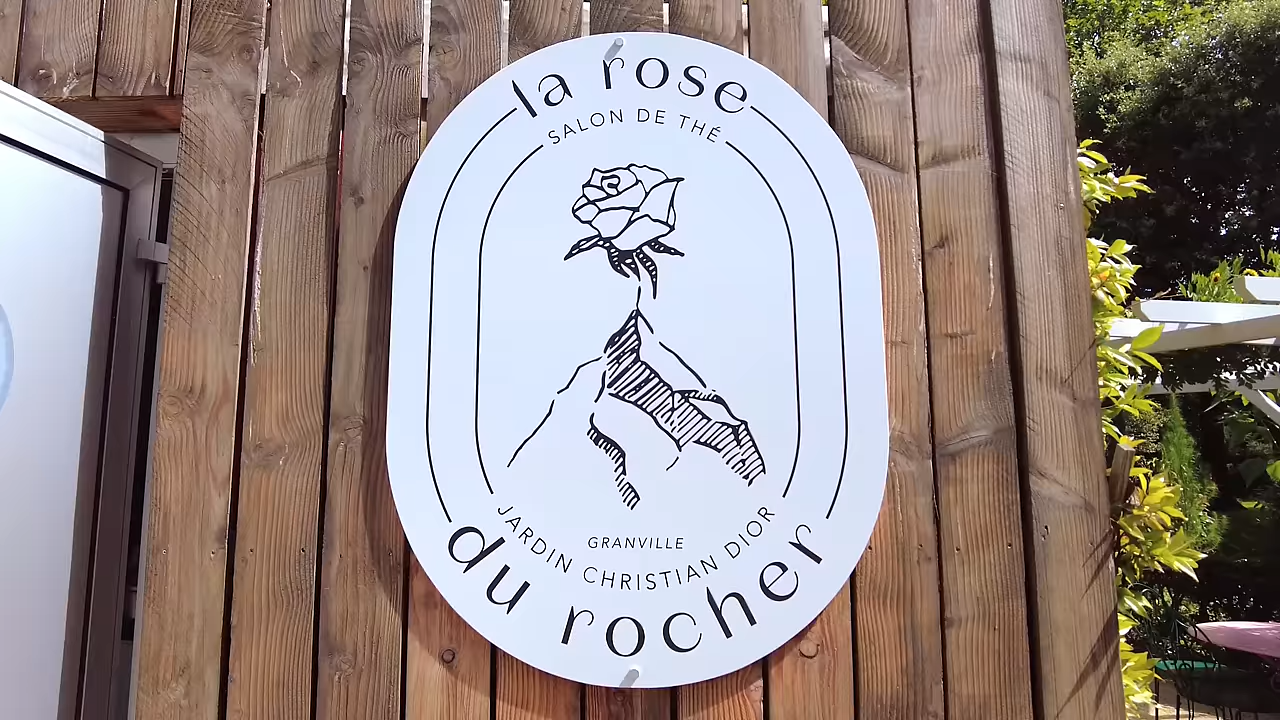 la rose
SALON DE THÉ
GRANVILLE
JARDIN CHRISTIAN DIOR
du rocher